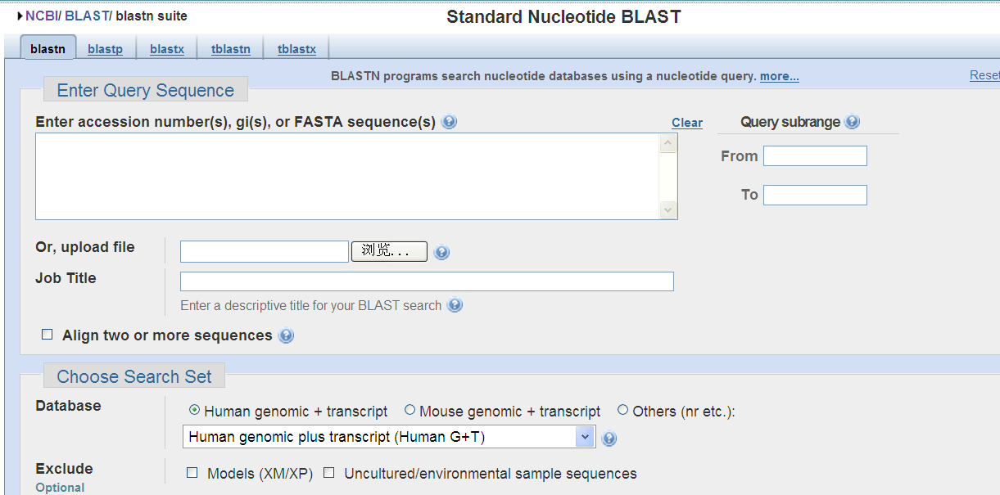 NCBI/ BLAST/ blastn suite
Standard Nucleotide BLAST
blastn blastp blastx tblastn tblastx
BLASTN programs search nucleotide databases using a nucleotide query. more...
Reset
Enter Query Sequence
Enter accession number(s), gi(s), or FASTA sequence(s)
Clear
Query subrange
From
To
Or, upload file
浏览...
Job Title
Enter a descriptive title for your BLAST search
Align two or more sequences
Choose Search Set
Database
Human genomic + transcript Mouse genomic + transcript Others (nr etc.):
Human genomic plus transcript (Human G+T)
Exclude
Models (XM/XP) Uncultured/environmental sample sequences
Optional